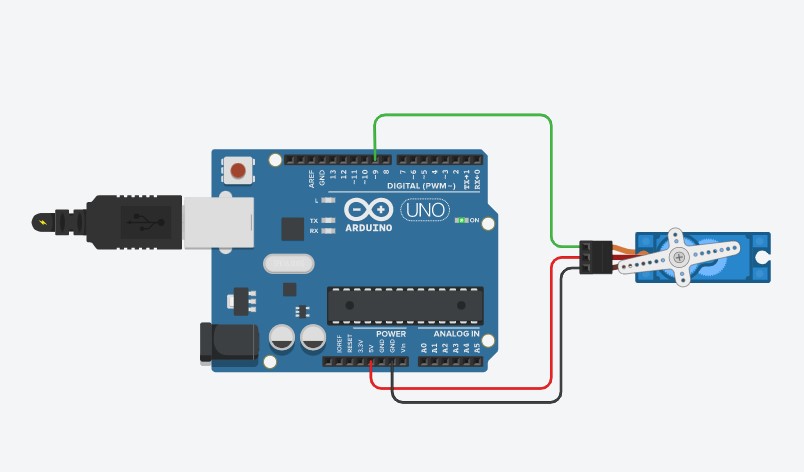 AREF
GND
13
12
~11
~10
~9
8
7
~6
~5
4
~3
2
TX→1
RX←0
DIGITAL (PWM~)
L
TX
RX
ARDUINO
UNO
ON
POWER
ANALOG IN
IOREF
RESET
3.3V
5V
GND
GND
Vin
A0
A1
A2
A3
A4
A5